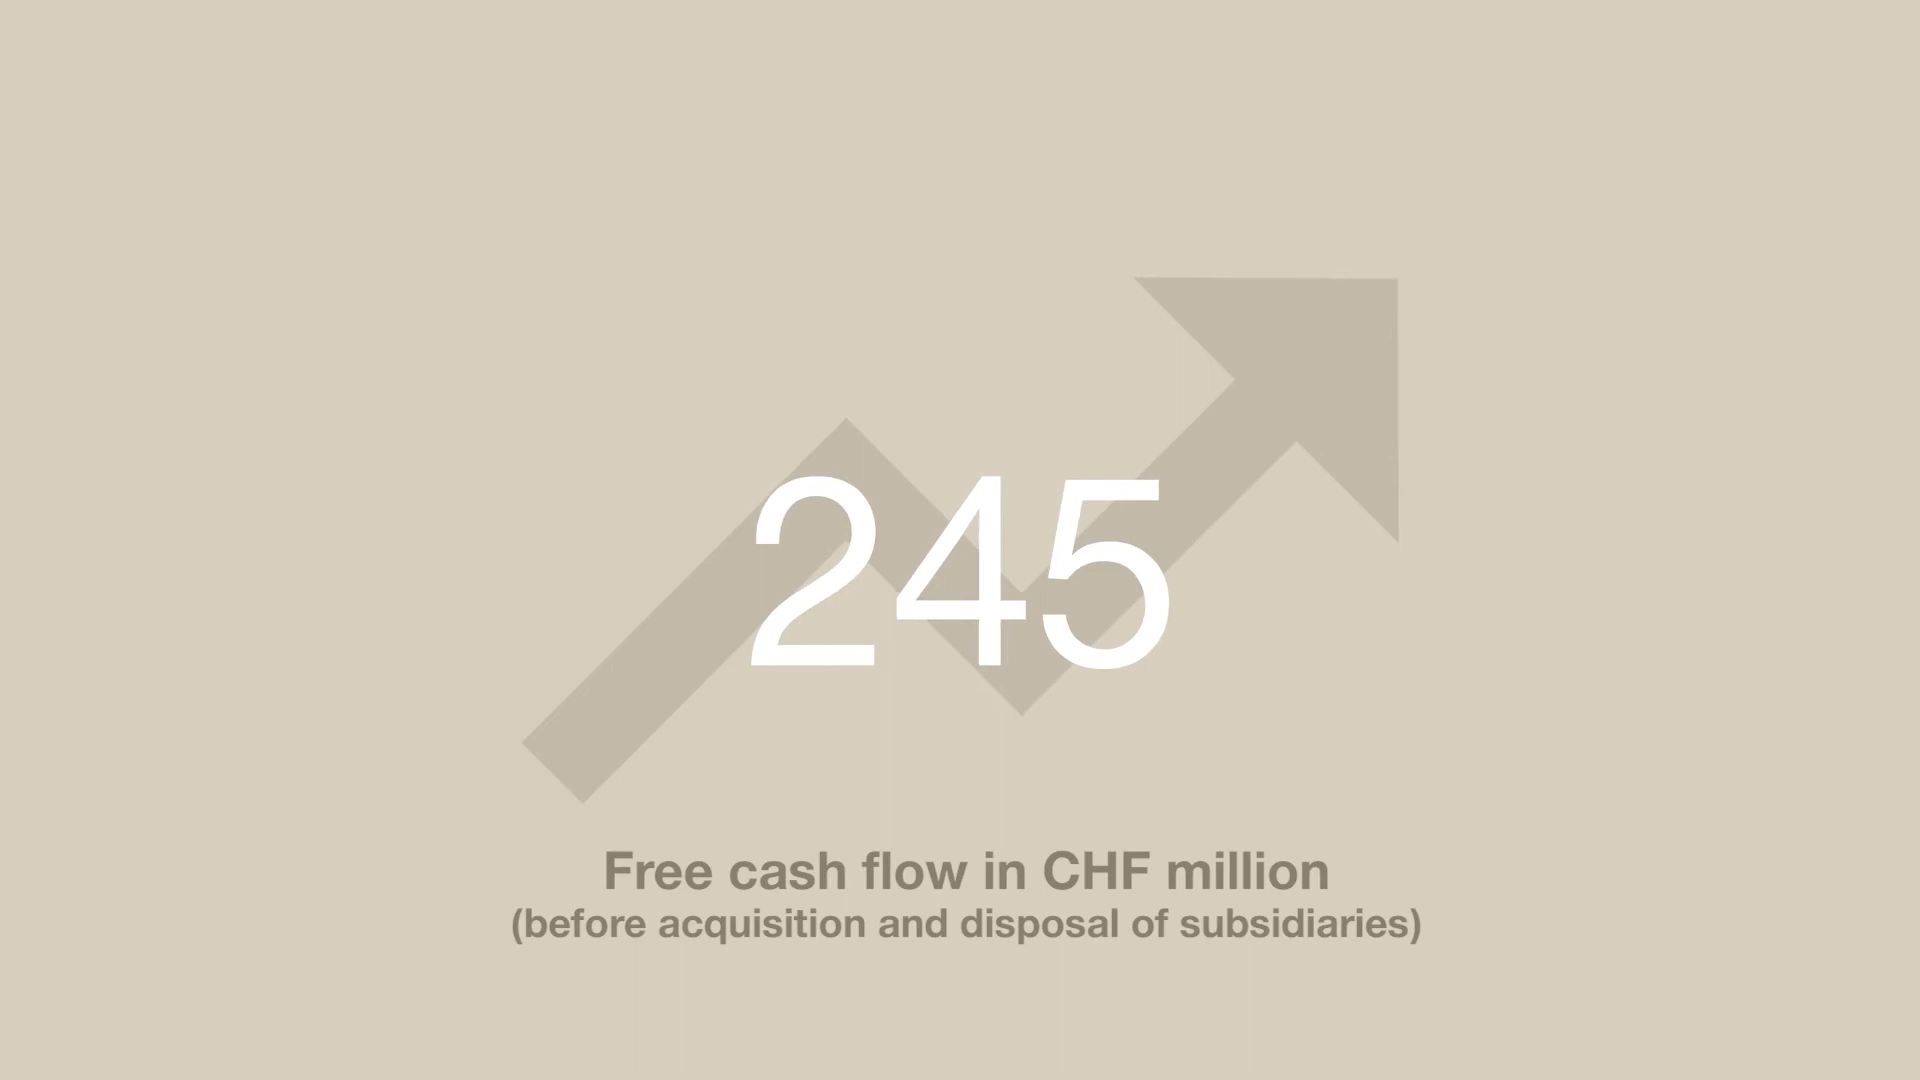 245
Free cash flow in CHF million
(before acquisition and disposal of subsidiaries)